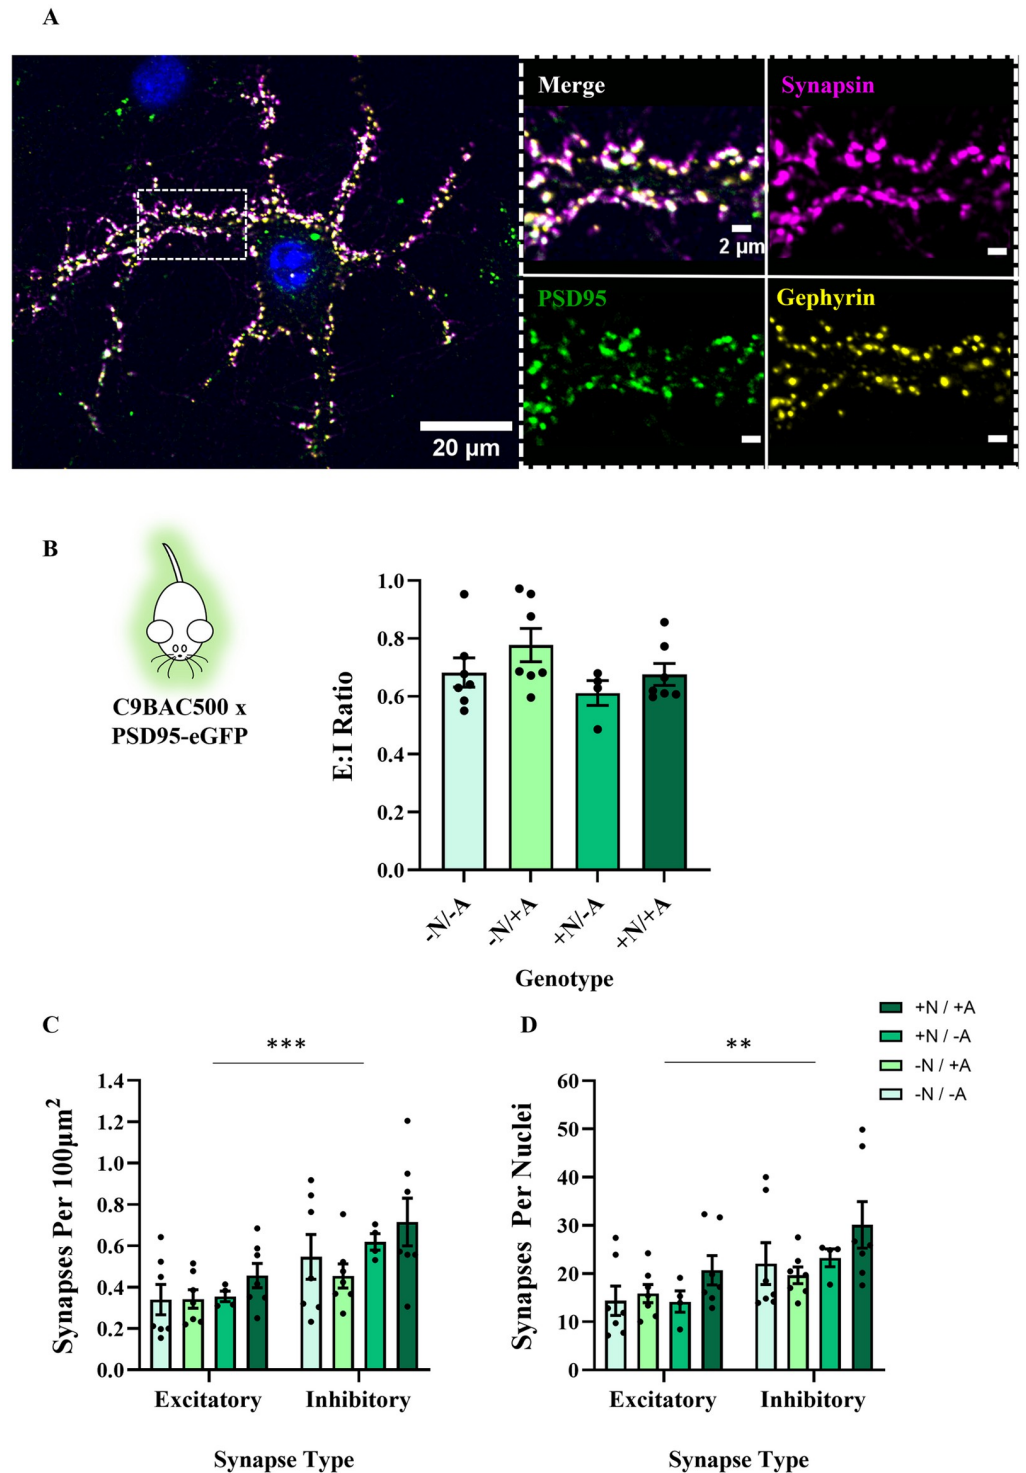 A
Merge
Synapsin
2 µm
PSD95
Gephyrin
20 µm
B
C9BAC500 x
PSD95-eGFP
E:I Ratio
1.0
0.8
0.6
0.4
0.2
0.0
-N/-A
-N/+A
+N/-A
+N/+A
Genotype
C
***
Synapses Per 100µm²
1.4
1.2
1.0
0.8
0.6
0.4
0.2
0.0
Excitatory
Inhibitory
Synapse Type
D
**
Synapses Per Nuclei
60
50
40
30
20
10
0
Excitatory
Inhibitory
Synapse Type
+N / +A
+N / -A
-N / +A
-N / -A